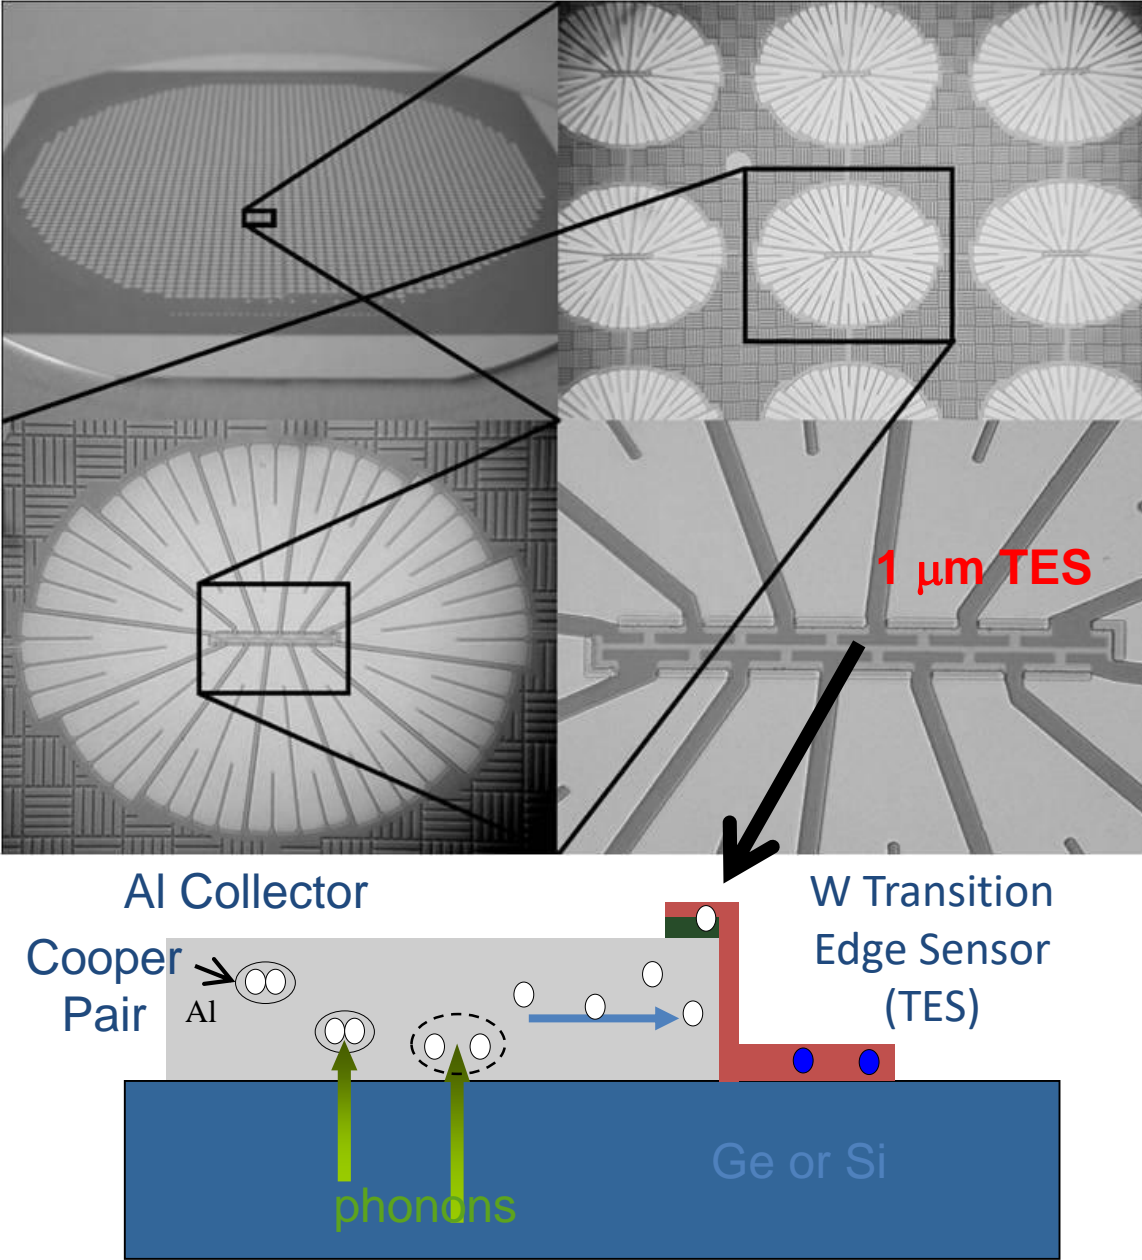 1 μm TES
Al Collector
W Transition
Edge Sensor
(TES)
Cooper
Pair
Al
Ge or Si
phonons